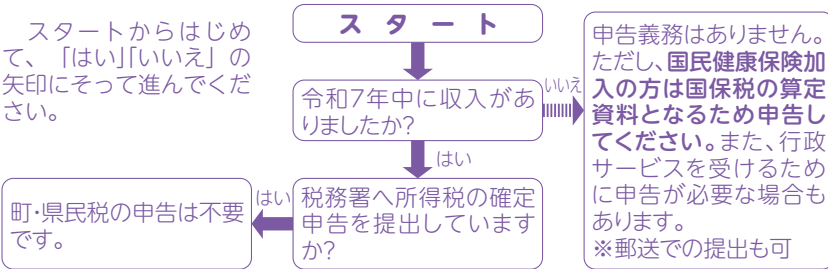 スタートからはじめ
て、「はい」「いいえ」の
矢印にそって進んでくだ
さい。
スタート
令和7年中に収入があ
りましたか?
いいえ
申告義務はありません。
ただし、国民健康保険加
入の方は国保税の算定
資料となるため申告し
てください。また、行政
サービスを受けるため
に申告が必要な場合も
あります。
※郵送での提出も可
はい
税務署へ所得税の確定
申告を提出しています
か?
はい
町・県民税の申告は不要
です。